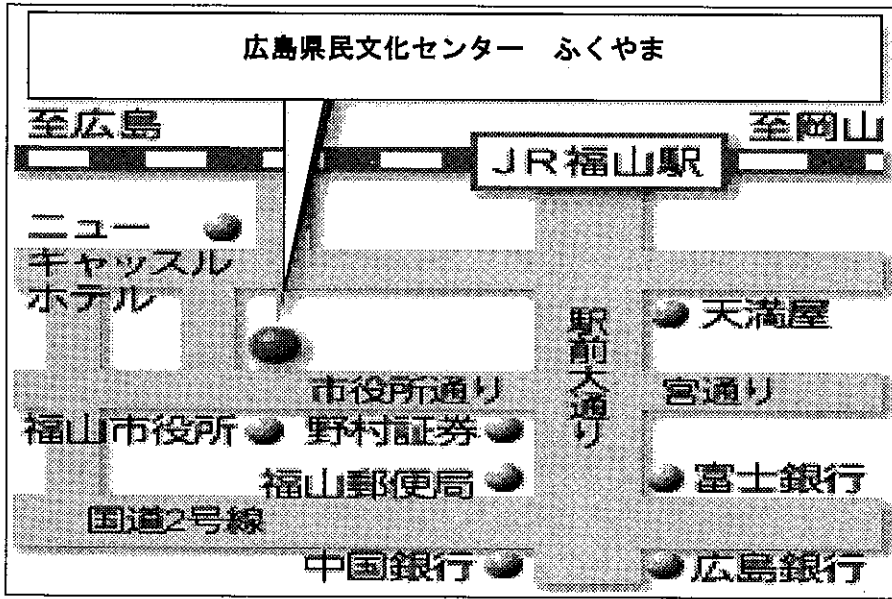 広島県民文化センター　ふくやま
至広島
至岡山
JR福山駅
ニュー
キャッスル
ホテル
駅前大通り
天満屋
市役所通り
宮通り
福山市役所
野村証券
福山郵便局
富士銀行
国道2号線
中国銀行
広島銀行